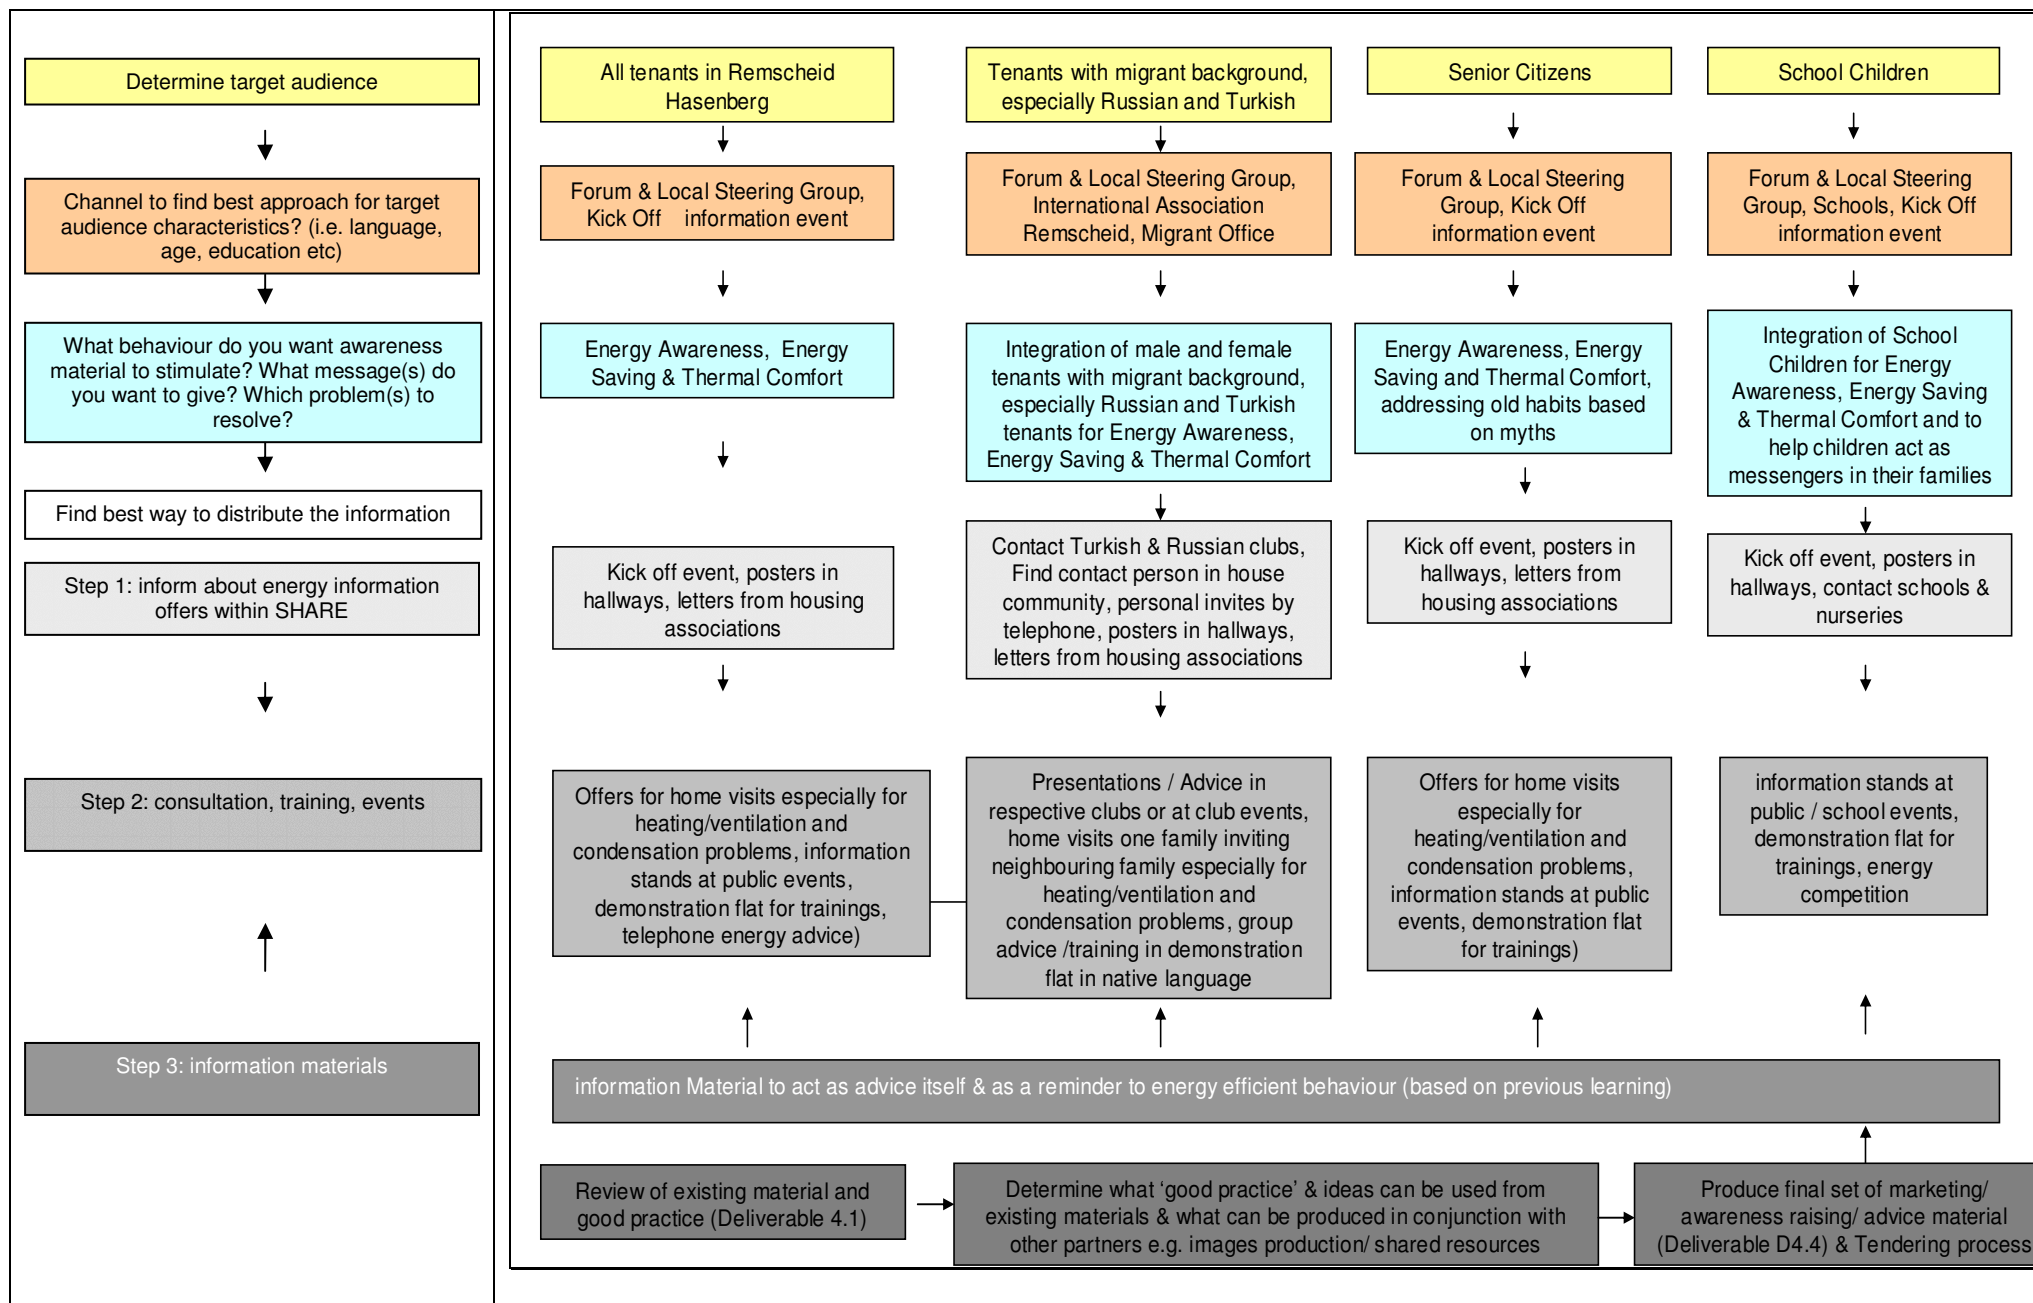 Determine target audience
Channel to find best approach for target
audience characteristics? (i.e. language,
age, education etc)
What behaviour do you want awareness
material to stimulate? What message(s) do
you want to give? Which problem(s) to
resolve?
Find best way to distribute the information
Step 1: inform about energy information
offers within SHARE
Step 2: consultation, training, events
Step 3: information materials
All tenants in Remscheid
Hasenberg
Forum & Local Steering Group,
Kick Off information event
Energy Awareness, Energy
Saving & Thermal Comfort
Kick off event, posters in
hallways, letters from housing
associations
Offers for home visits especially for
heating/ventilation and
condensation problems, information
stands at public events,
demonstration flat for trainings,
telephone energy advice)
Tenants with migrant background,
especially Russian and Turkish
Forum & Local Steering Group,
International Association
Remscheid, Migrant Office
Integration of male and female
tenants with migrant background,
especially Russian and Turkish
tenants for Energy Awareness,
Energy Saving & Thermal Comfort
Contact Turkish & Russian clubs,
Find contact person in house
community, personal invites by
telephone, posters in hallways,
letters from housing associations
Presentations / Advice in
respective clubs or at club events,
home visits one family inviting
neighbouring family especially for
heating/ventilation and
condensation problems, group
advice /training in demonstration
flat in native language
Senior Citizens
Forum & Local Steering
Group, Kick Off
information event
Energy Awareness, Energy
Saving and Thermal Comfort,
addressing old habits based
on myths
Kick off event, posters in
hallways, letters from
housing associations
Offers for home visits
especially for
heating/ventilation and
condensation problems,
information stands at public
events, demonstration flat
for trainings)
School Children
Forum & Local Steering
Group, Schools, Kick Off
information event
Integration of School
Children for Energy
Awareness, Energy Saving
& Thermal Comfort and to
help children act as
messengers in their families
Kick off event, posters in
hallways, contact schools &
nurseries
information stands at
public / school events,
demonstration flat for
trainings, energy
competition
information Material to act as advice itself & as a reminder to energy efficient behaviour (based on previous learning)
Review of existing material and
good practice (Deliverable 4.1)
Determine what ‘good practice’ & ideas can be used from
existing materials & what can be produced in conjunction with
other partners e.g. images production/ shared resources
Produce final set of marketing/
awareness raising/ advice material
(Deliverable D4.4) & Tendering process